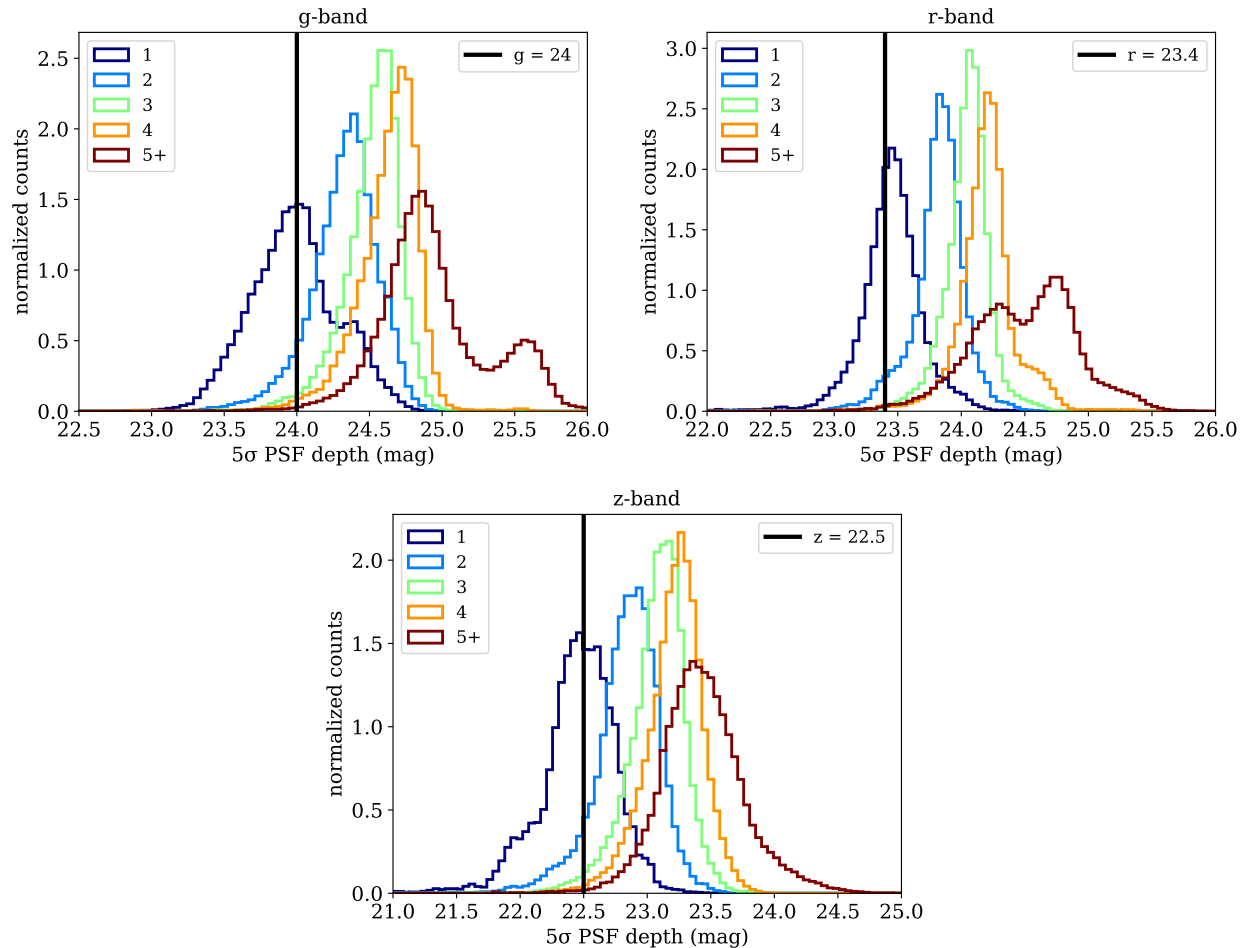 g-band
1
2
3
4
5+
g = 24
normalized counts
2.5
2.0
1.5
1.0
0.5
0.0
22.5 23.0 23.5 24.0 24.5 25.0 25.5 26.0
5σ PSF depth (mag)
r-band
1
2
3
4
5+
r = 23.4
normalized counts
3.0
2.5
2.0
1.5
1.0
0.5
0.0
22.0 22.5 23.0 23.5 24.0 24.5 25.0 25.5 26.0
5σ PSF depth (mag)
z-band
1
2
3
4
5+
z = 22.5
normalized counts
2.0
1.5
1.0
0.5
0.0
21.0 21.5 22.0 22.5 23.0 23.5 24.0 24.5 25.0
5σ PSF depth (mag)